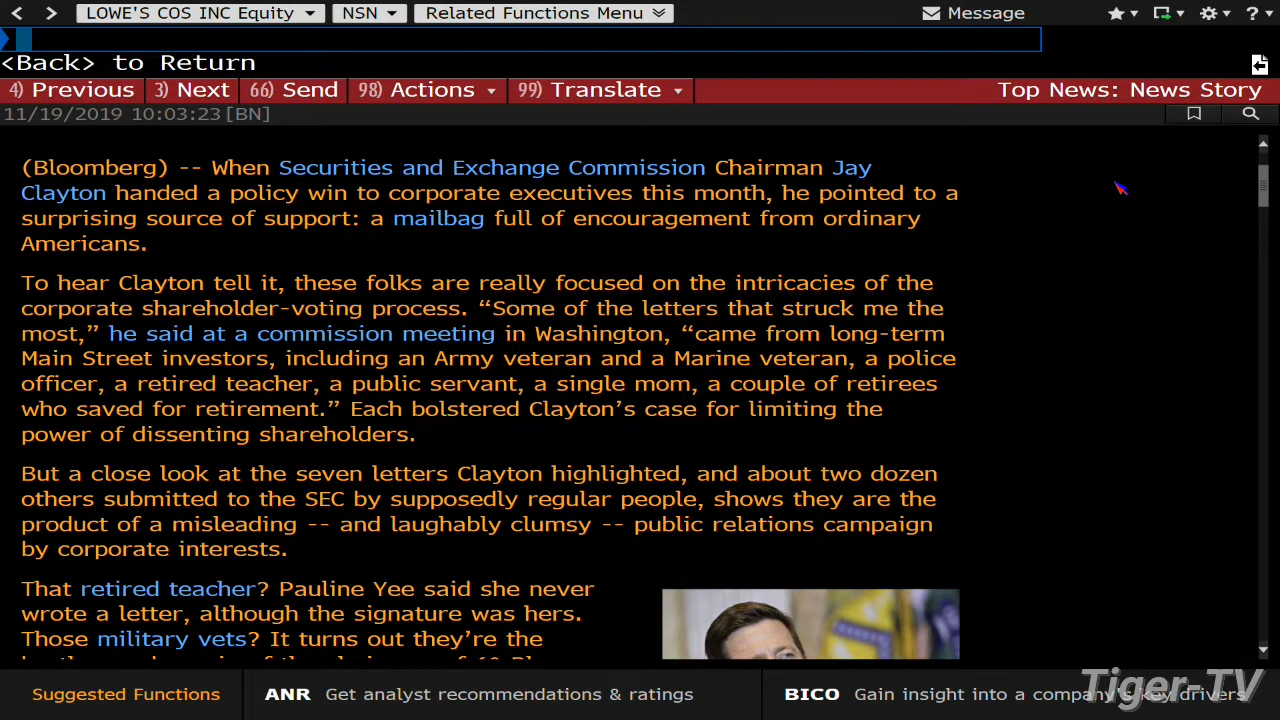 LOWE'S COS INC Equity NSN Related Functions Menu Message ?
<Back> to Return
4) Previous 3) Next 66) Send 98) Actions 99) Translate Top News: News Story
11/19/2019 10:03:23 [BN]
(Bloomberg) -- When Securities and Exchange Commission Chairman Jay
Clayton handed a policy win to corporate executives this month, he pointed to a
surprising source of support: a mailbag full of encouragement from ordinary
Americans.
To hear Clayton tell it, these folks are really focused on the intricacies of the
corporate shareholder-voting process. “Some of the letters that struck me the
most,” he said at a commission meeting in Washington, “came from long-term
Main Street investors, including an Army veteran and a Marine veteran, a police
officer, a retired teacher, a public servant, a single mom, a couple of retirees
who saved for retirement.” Each bolstered Clayton’s case for limiting the
power of dissenting shareholders.
But a close look at the seven letters Clayton highlighted, and about two dozen
others submitted to the SEC by supposedly regular people, shows they are the
product of a misleading -- and laughably clumsy -- public relations campaign
by corporate interests.
That retired teacher? Pauline Yee said she never
wrote a letter, although the signature was hers.
Those military vets? It turns out they’re the
Suggested Functions ANR Get analyst recommendations & ratings BICO Gain insight into a company's key drivers
Tiger-TV